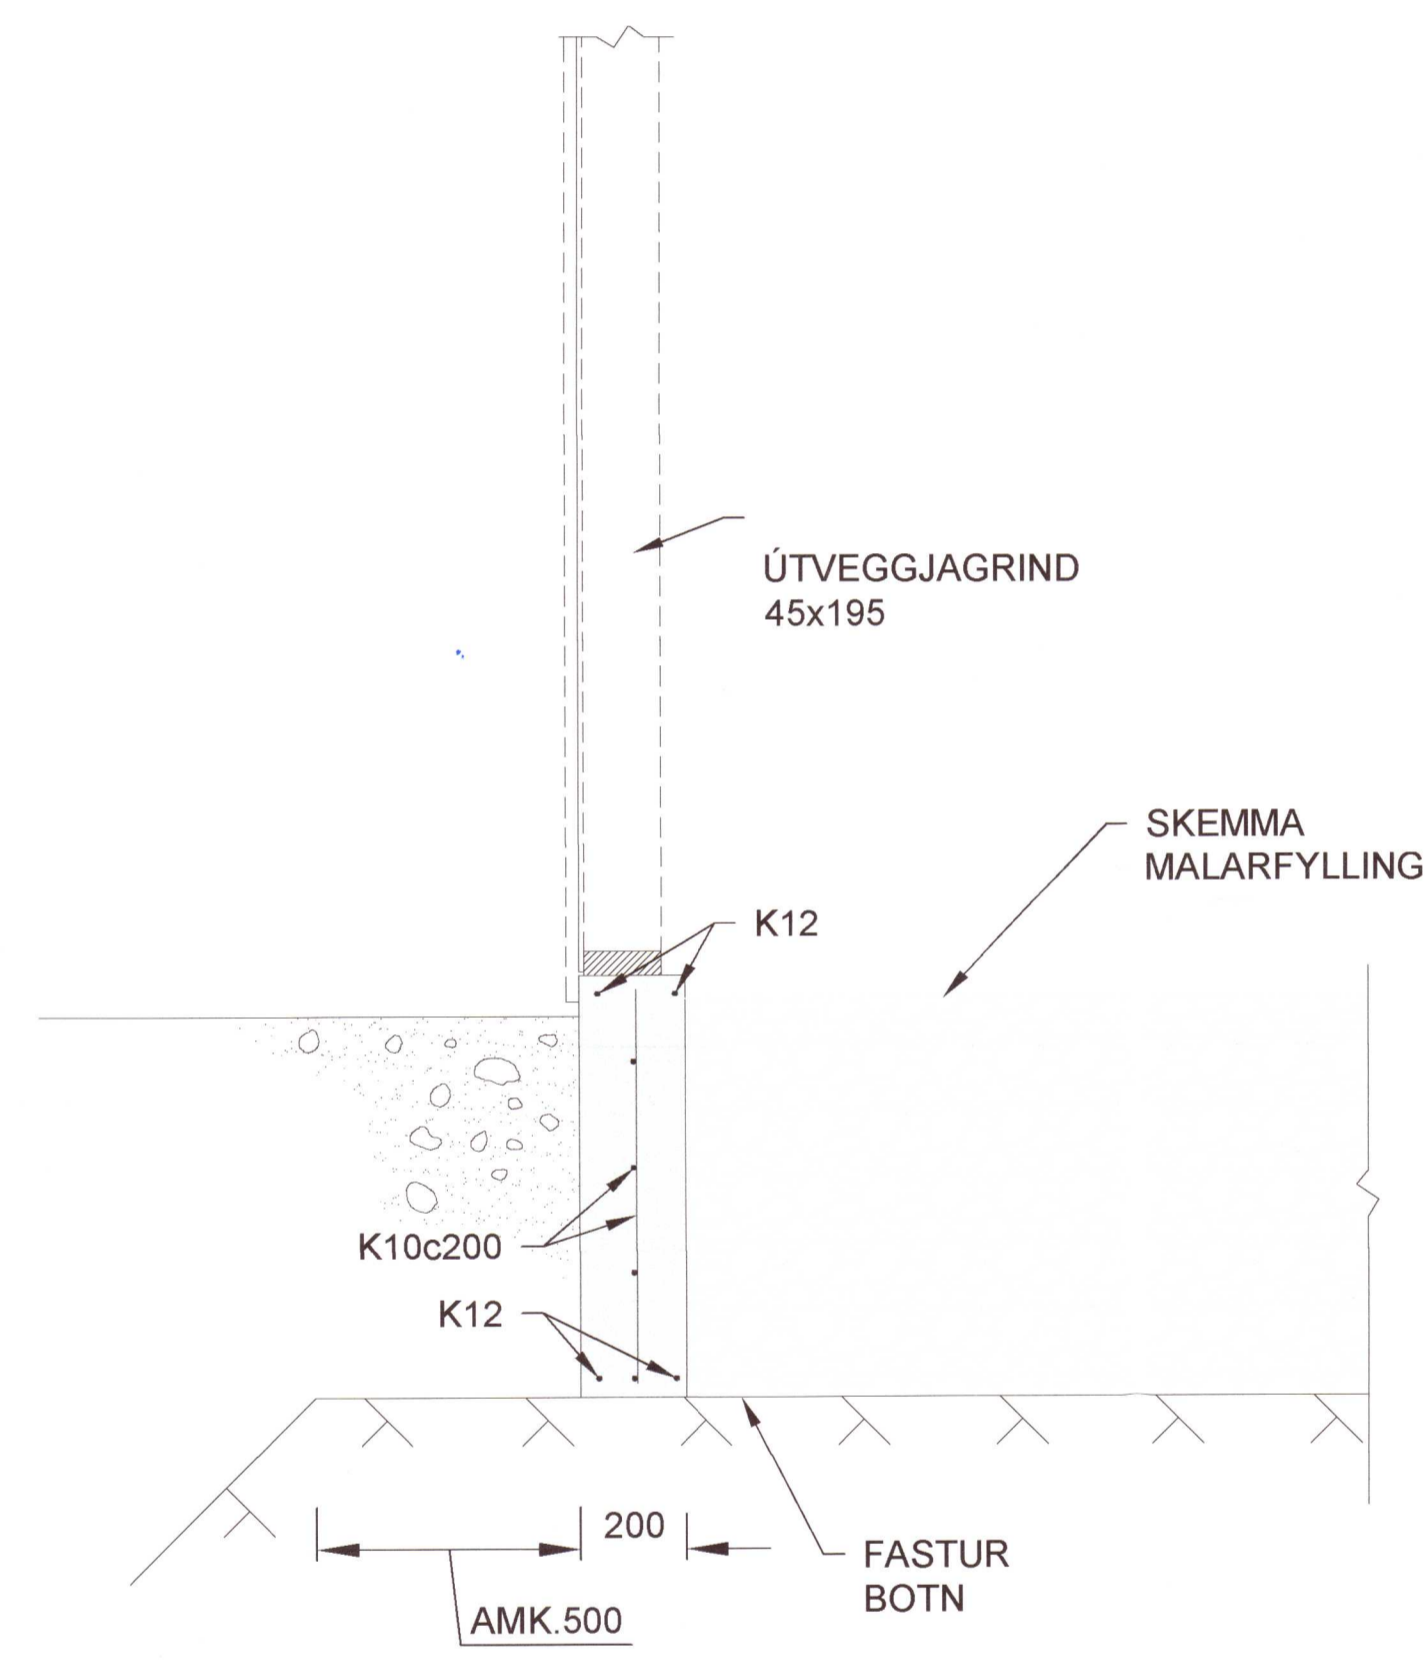 ÚTVEGGJAGRIND
45x195
SKEMMA
MALARFYLLING
K12
K10c200
K12
200
FASTUR
BOTN
AMK.500